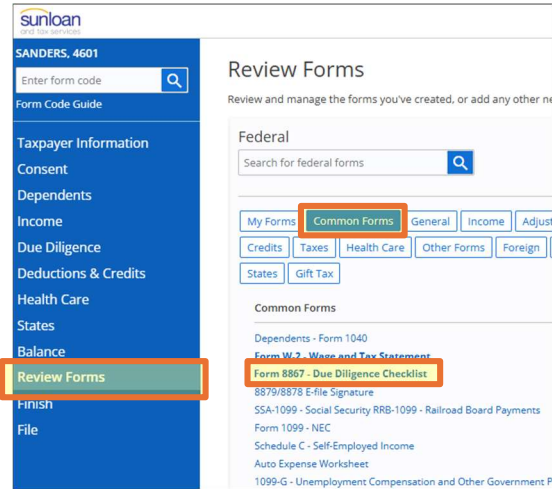 sunloan
and tax services
SANDERS, 4601
Enter form code
Form Code Guide
Taxpayer Information
Consent
Dependents
Income
Due Diligence
Deductions & Credits
Health Care
States
Balance
Review Forms
Finish
File
Review Forms
Review and manage the forms you've created, or add any other
Federal
Search for federal forms
My Forms Common Forms General Income
Credits Taxes Health Care Other Forms Foreign
States Gift Tax
Common Forms
Dependents - Form 1040
Form W-2 - Wage and Tax Statement
Form 8867 - Due Diligence Checklist
8879/8878 E-file Signature
SSA-1099 - Social Security RRB-1099 - Railroad Board Payments
Form 1099 - NEC
Schedule C - Self-Employed Income
Auto Expense Worksheet
1099-G - Unemployment Compensation and Other Government